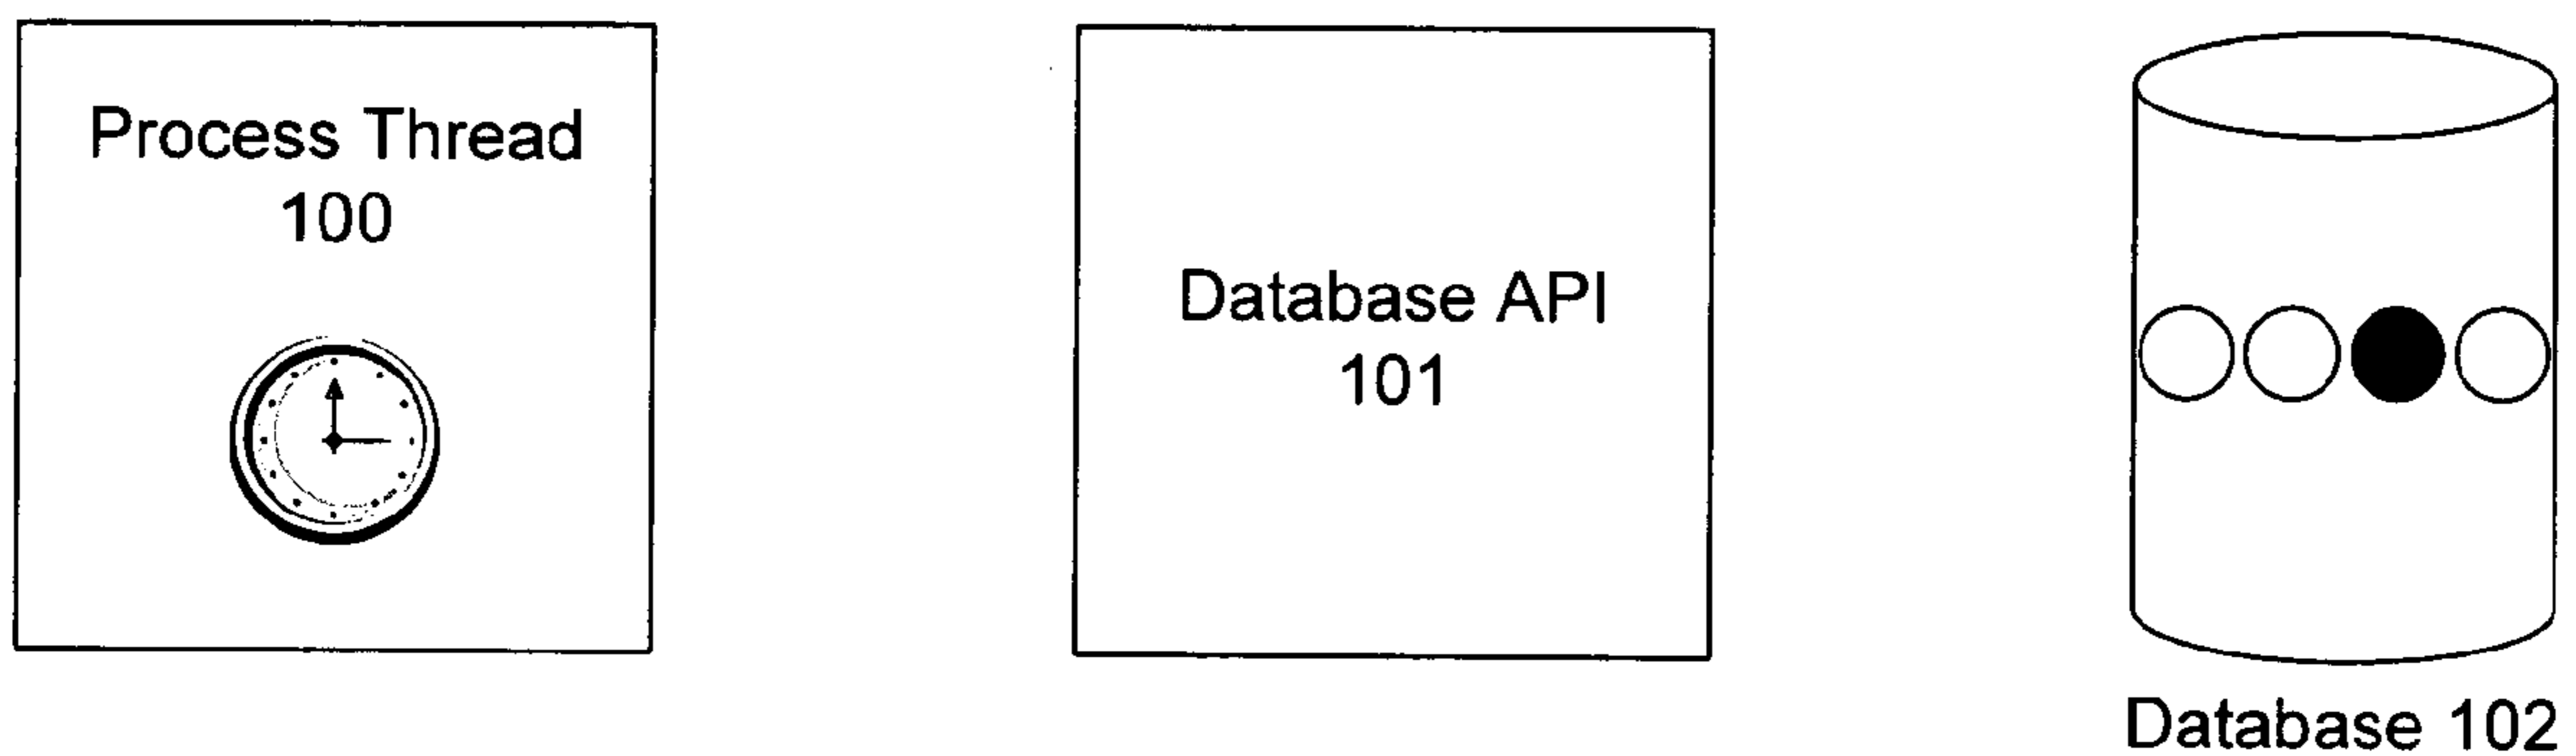 Process Thread
100
Database API
101
Database 102